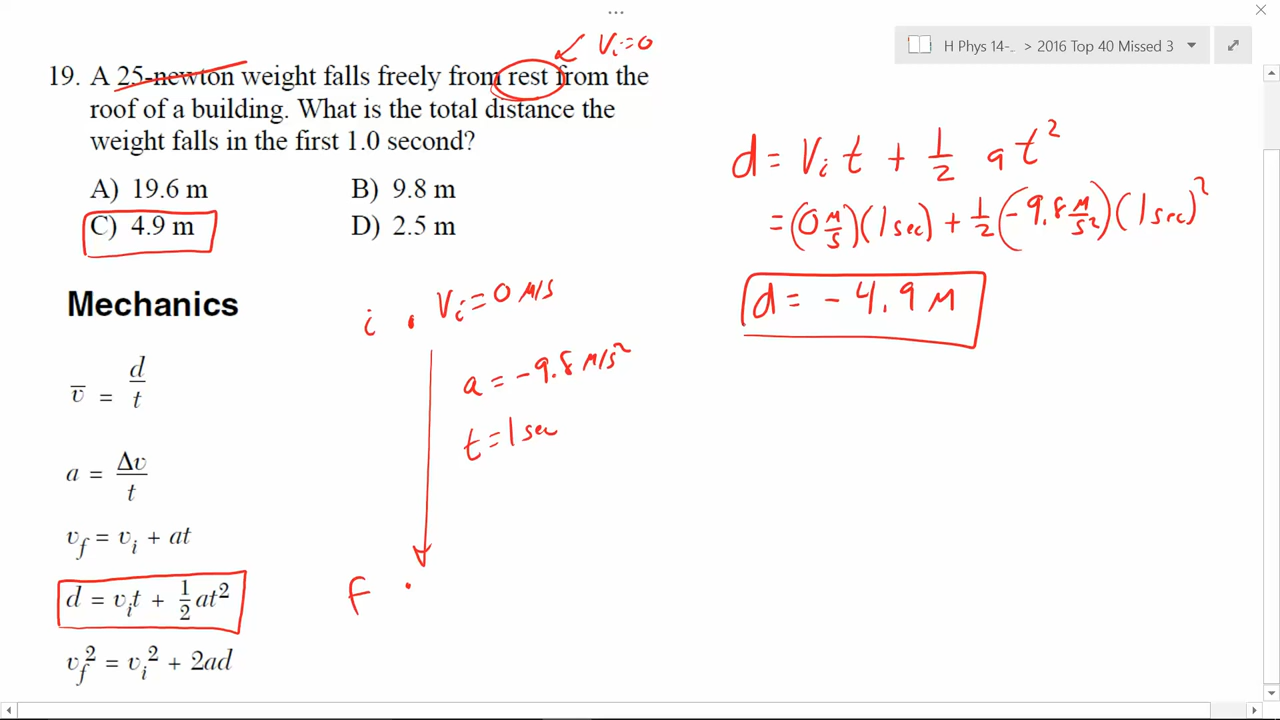 H Phys 14-.. > 2016 Top 40 Missed 3
Vi=0
19. A 25-newton weight falls freely from rest from the
roof of a building. What is the total distance the
weight falls in the first 1.0 second?
A) 19.6 m B) 9.8 m
C) 4.9 m D) 2.5 m
d = Vi t + 1/2 a t²
= (0 M/S)(1 sec) + 1/2 (-9.8 M/S²)(1 sec)²
d = - 4.9 M
Mechanics
v̅ = d/t
a = Δv/t
vf = vi + at
d = vit + 1/2 at²
vf² = vi² + 2ad
i . Vi = 0 M/S
a = -9.8 M/S²
t = 1 sec
F .